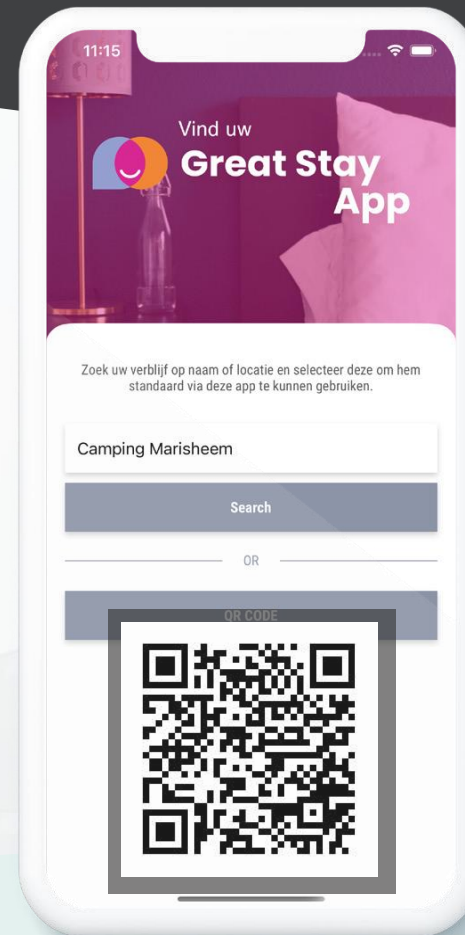 11:15
Vind uw
Great Stay
App
Zoek uw verblijf op naam of locatie en selecteer deze om hem
standaard via deze app te kunnen gebruiken.
Camping Marisheem
Search
OR
QR CODE